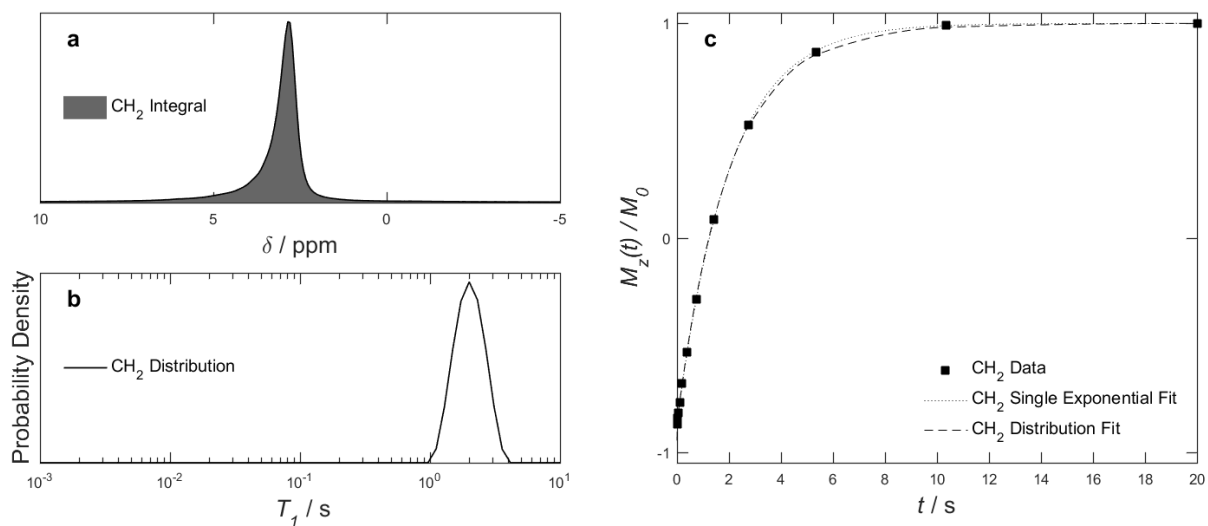 a
CH₂ Integral
10 5 0 -5
δ / ppm
b
Probability Density
CH₂ Distribution
10⁻³ 10⁻² 10⁻¹ 10⁰ 10¹
T₁ / s
c
1
0
-1
M_z(t) / M₀
CH₂ Data
CH₂ Single Exponential Fit
CH₂ Distribution Fit
0 2 4 6 8 10 12 14 16 18 20
t / s